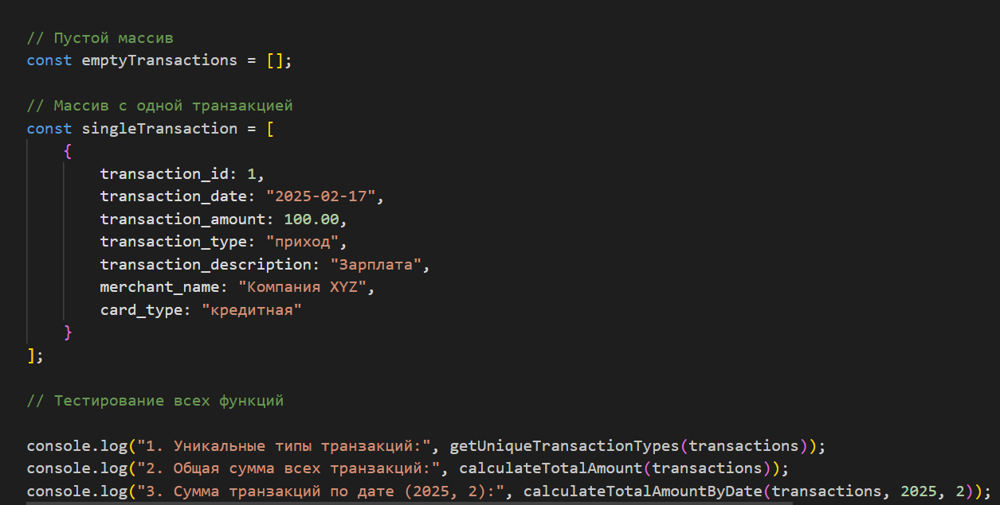 // Пустой массив
const emptyTransactions = [];
// Массив с одной транзакцией
const singleTransaction = [
{
transaction_id: 1,
transaction_date: "2025-02-17",
transaction_amount: 100.00,
transaction_type: "приход",
transaction_description: "Зарплата",
merchant_name: "Компания XYZ",
card_type: "кредитная"
}
];
// Тестирование всех функций
console.log("1. Уникальные типы транзакций:", getUniqueTransactionTypes(transactions));
console.log("2. Общая сумма всех транзакций:", calculateTotalAmount(transactions));
console.log("3. Сумма транзакций по дате (2025, 2):", calculateTotalAmountByDate(transactions, 2025, 2));